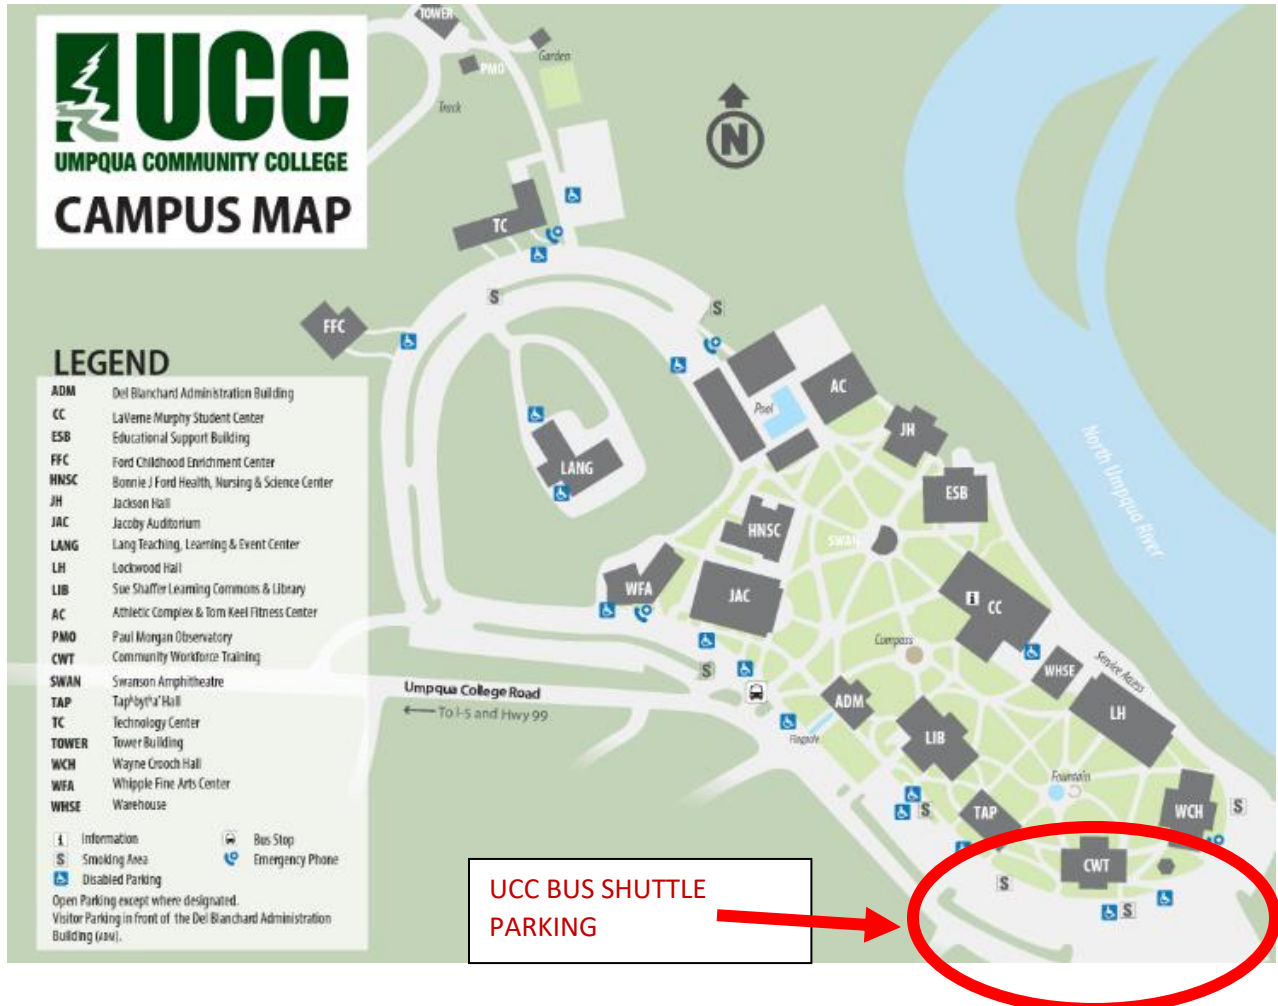 UCC
UMPQUA COMMUNITY COLLEGE
CAMPUS MAP
TOWER
PMO
Garden
Track
N
TC
S
S
FFC
LANG
Pool
AC
JH
ESB
HNSC
SWAN
WFA
JAC
CC
Compass
WHSE
Service Access
LH
ADM
LIB
Flagpole
Fountain
TAP
WCH
CWT
S
S
S
S
S
North Umpqua River
Umpqua College Road
To I-5 and Hwy 99
LEGEND
ADM Del Blanchard Administration Building
CC LaVerne Murphy Student Center
ESB Educational Support Building
FFC Ford Childhood Enrichment Center
HNSC Bonnie J Ford Health, Nursing & Science Center
JH Jackson Hall
JAC Jacoby Auditorium
LANG Lang Teaching, Learning & Event Center
LH Lockwood Hall
LIB Sue Shaffer Learning Commons & Library
AC Athletic Complex & Tom Keel Fitness Center
PMO Paul Morgan Observatory
CWT Community Workforce Training
SWAN Swanson Amphitheatre
TAP Hall
TC Technology Center
TOWER Tower Building
WCH Wayne Crooch Hall
WFA Whipple Fine Arts Center
WHSE Warehouse
i Information
Bus Stop
S Smoking Area
Emergency Phone
Disabled Parking
Open Parking except where designated.
Visitor Parking in front of the Del Blanchard Administration
Building (ADM).
UCC BUS SHUTTLE
PARKING